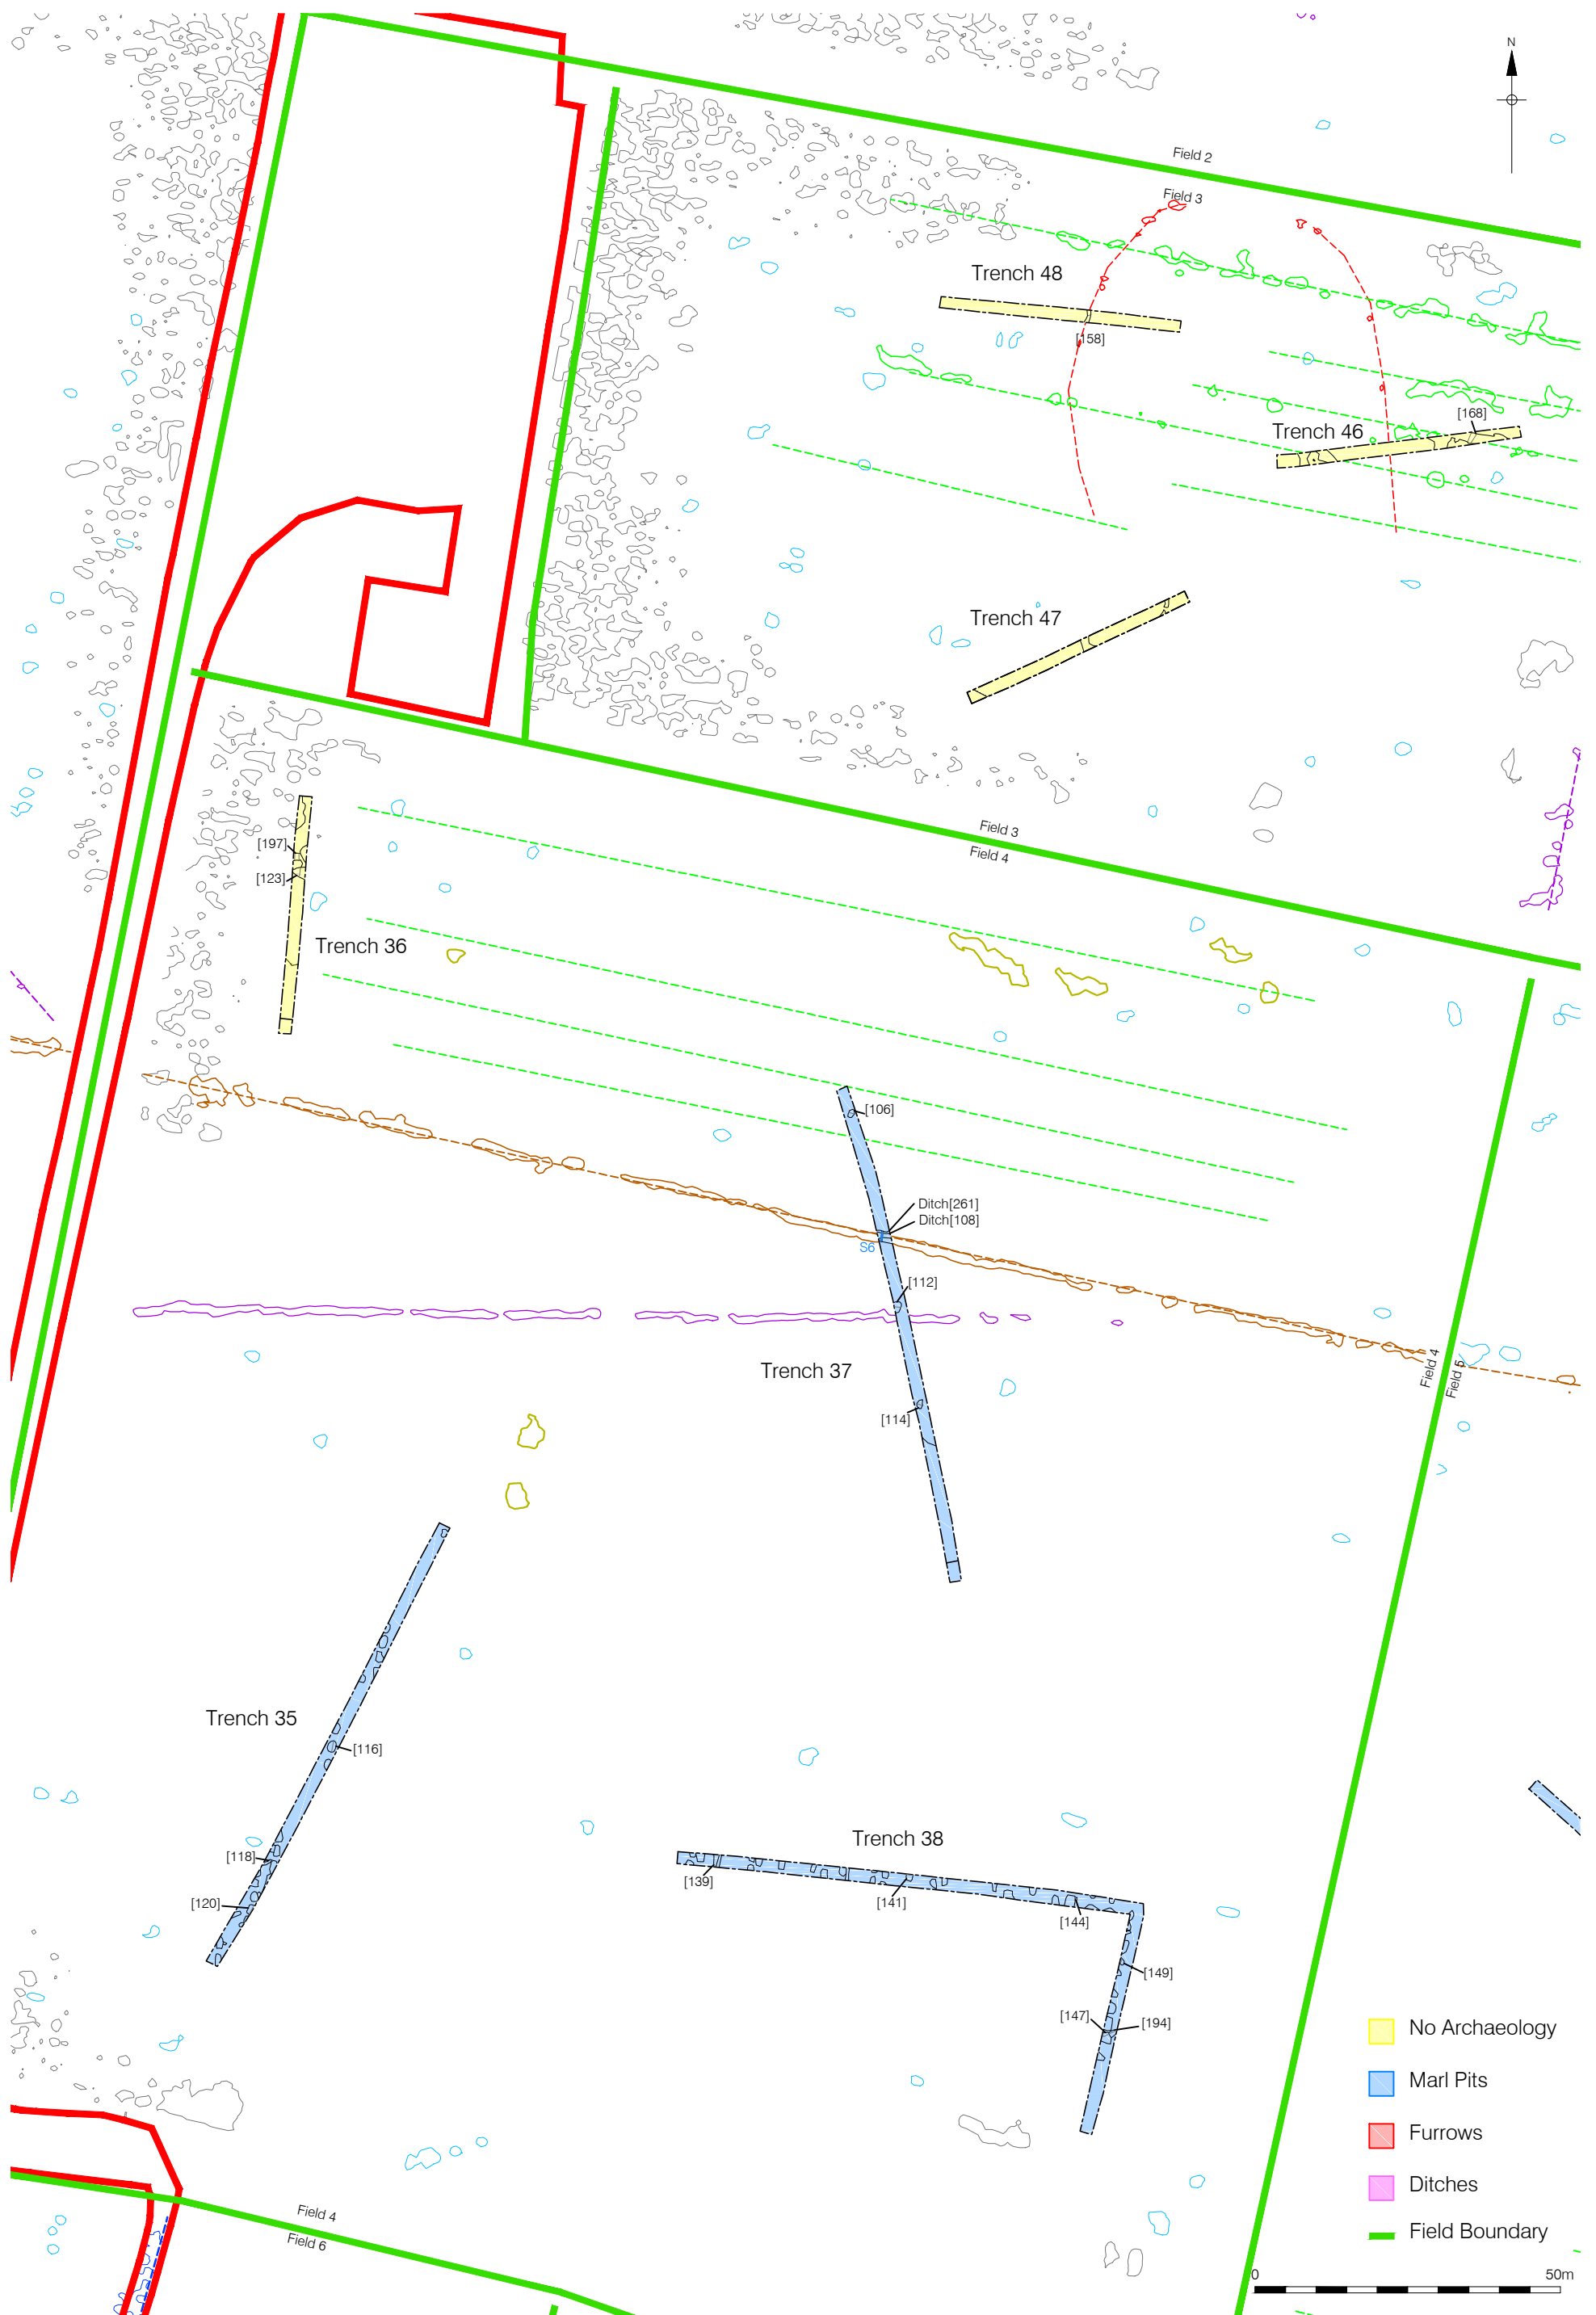 N
Field 2
Field 3
Trench 48
[158]
[168]
Trench 46
Trench 47
Field 3
Field 4
[197]
[123]
Trench 36
[106]
Ditch[261]
Ditch[108]
S6
[112]
Field 4
Field 5
Trench 37
[114]
Trench 35
[116]
Trench 38
[118]
[139]
[120]
[141]
[144]
[149]
[147]
[194]
No Archaeology
Marl Pits
Furrows
Ditches
Field 4
Field Boundary
Field 6
0 50m